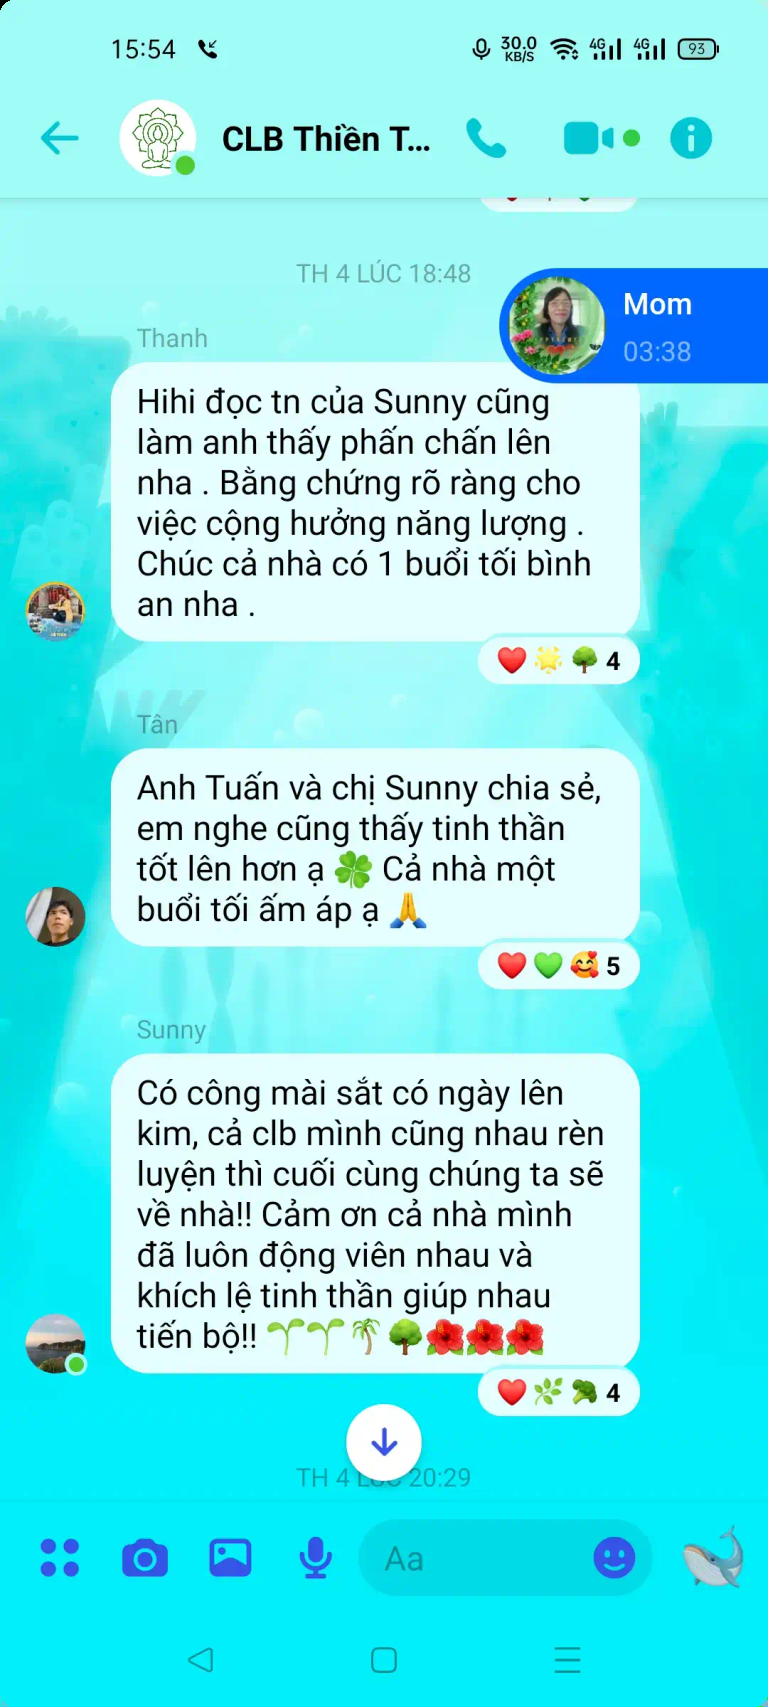 15:54
30.0
KB/S
4G
4G
93
CLB Thiền T...
TH 4 LÚC 18:48
Mom
03:38
Thanh
Hihi đọc tn của Sunny cũng
làm anh thấy phấn chấn lên
nha . Bằng chứng rõ ràng cho
việc cộng hưởng năng lượng .
Chúc cả nhà có 1 buổi tối bình
an nha .
❤️🌟🌳 4
Tân
Anh Tuấn và chị Sunny chia sẻ,
em nghe cũng thấy tinh thần
tốt lên hơn ạ 🍀 Cả nhà một
buổi tối ấm áp ạ 🙏
❤️💚🥰 5
Sunny
Có công mài sắt có ngày lên
kim, cả clb mình cũng nhau rèn
luyện thì cuối cùng chúng ta sẽ
về nhà!! Cảm ơn cả nhà mình
đã luôn động viên nhau và
khích lệ tinh thần giúp nhau
tiến bộ!! 🌱🌱🌴🌳🌺🌺🌺
❤️🌿🥦 4
TH 4 LÚC 20:29
Aa